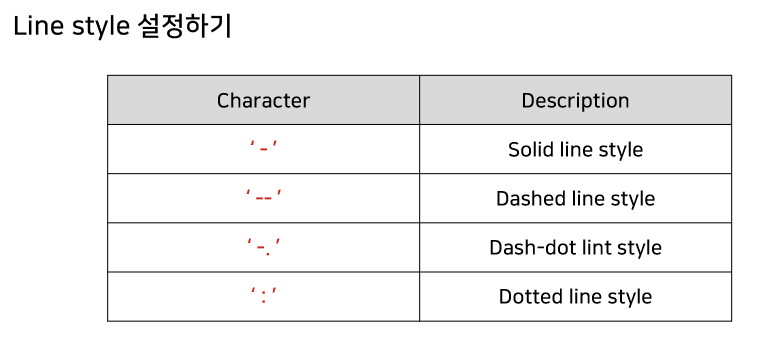 Line style 설정하기
Character Description
‘ - ’ Solid line style
‘ -- ’ Dashed line style
‘ -. ’ Dash-dot lint style
‘ : ’ Dotted line style